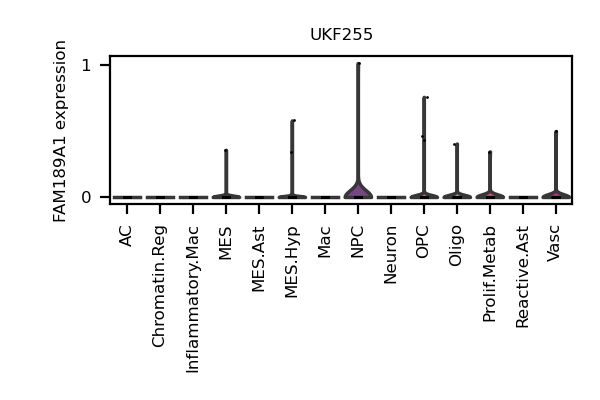 UKF255
FAM189A1 expression
1
0
AC
Chromatin.Reg
Inflammatory.Mac
MES
MES.Ast
MES.Hyp
Mac
NPC
Neuron
OPC
Oligo
Prolif.Metab
Reactive.Ast
Vasc